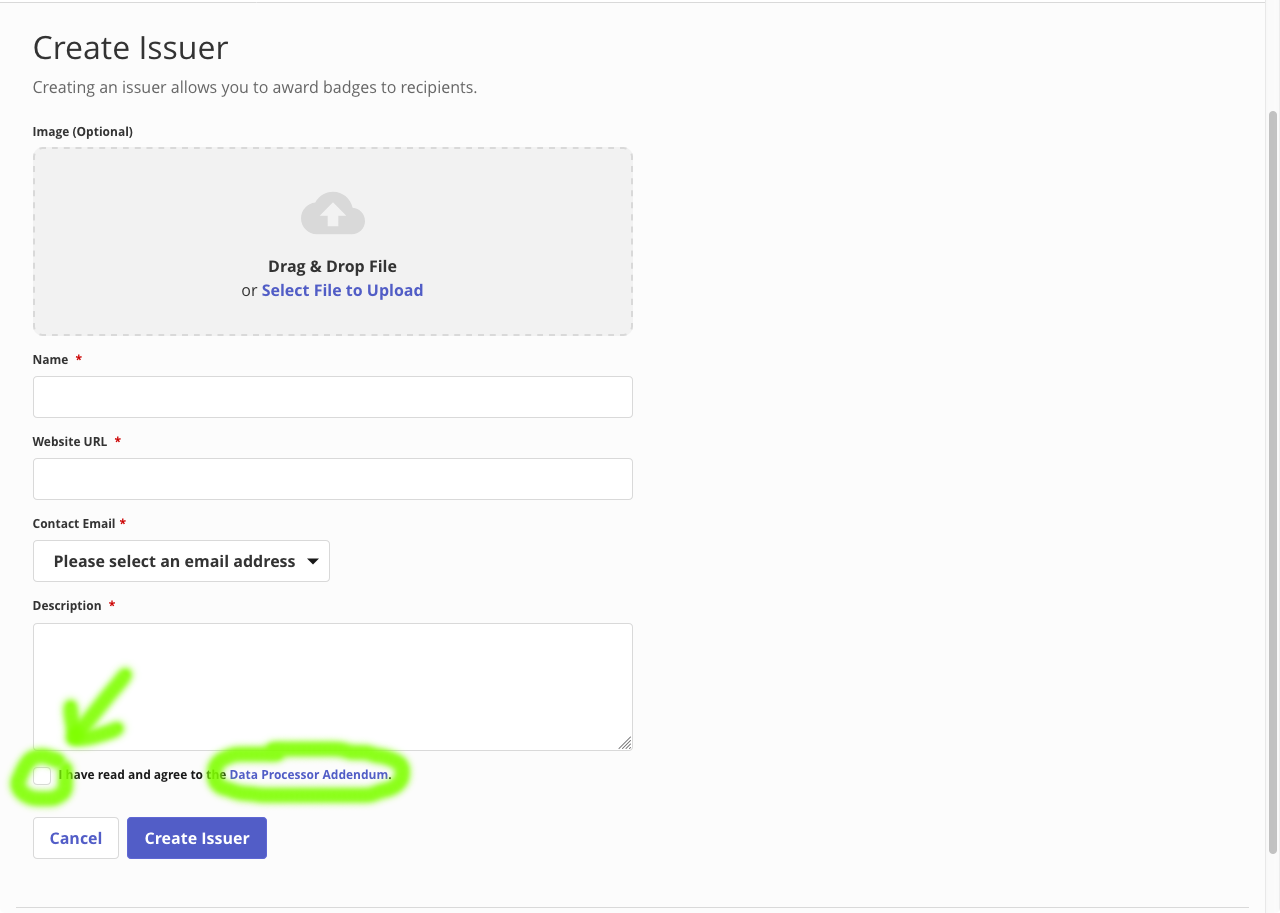 Create Issuer
Creating an issuer allows you to award badges to recipients.
Image (Optional)
Drag & Drop File
or Select File to Upload
Name *
Website URL *
Contact Email *
Please select an email address
Description *
I have read and agree to the Data Processor Addendum.
Cancel Create Issuer